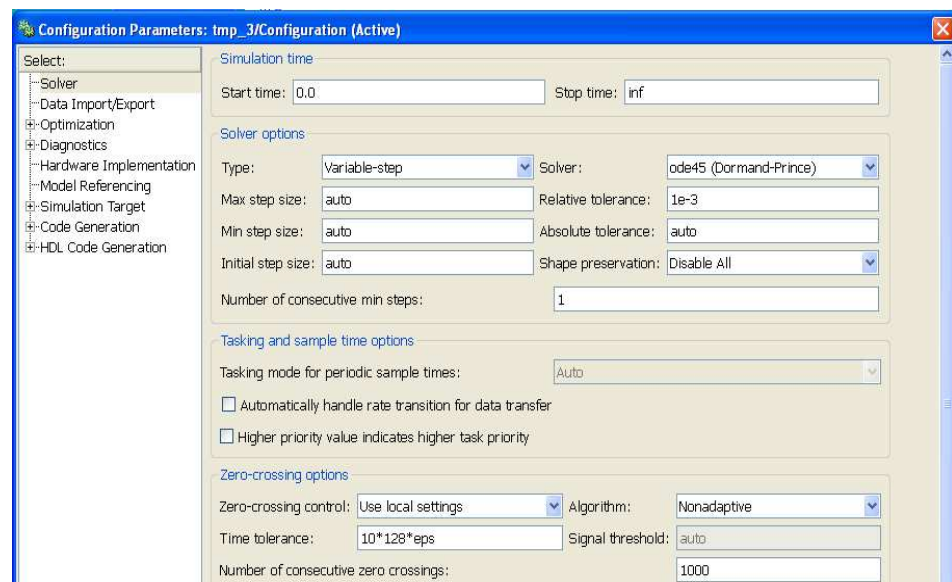 Configuration Parameters: tmp_3/Configuration (Active)
Select:
Solver
Data Import/Export
Optimization
Diagnostics
Hardware Implementation
Model Referencing
Simulation Target
Code Generation
HDL Code Generation
Simulation time
Start time: 0.0 Stop time: inf
Solver options
Type: Variable-step Solver: ode45 (Dormand-Prince)
Max step size: auto Relative tolerance: 1e-3
Min step size: auto Absolute tolerance: auto
Initial step size: auto Shape preservation: Disable All
Number of consecutive min steps: 1
Tasking and sample time options
Tasking mode for periodic sample times: Auto
Automatically handle rate transition for data transfer
Higher priority value indicates higher task priority
Zero-crossing options
Zero-crossing control: Use local settings Algorithm: Nonadaptive
Time tolerance: 10*128*eps Signal threshold: auto
Number of consecutive zero crossings: 1000